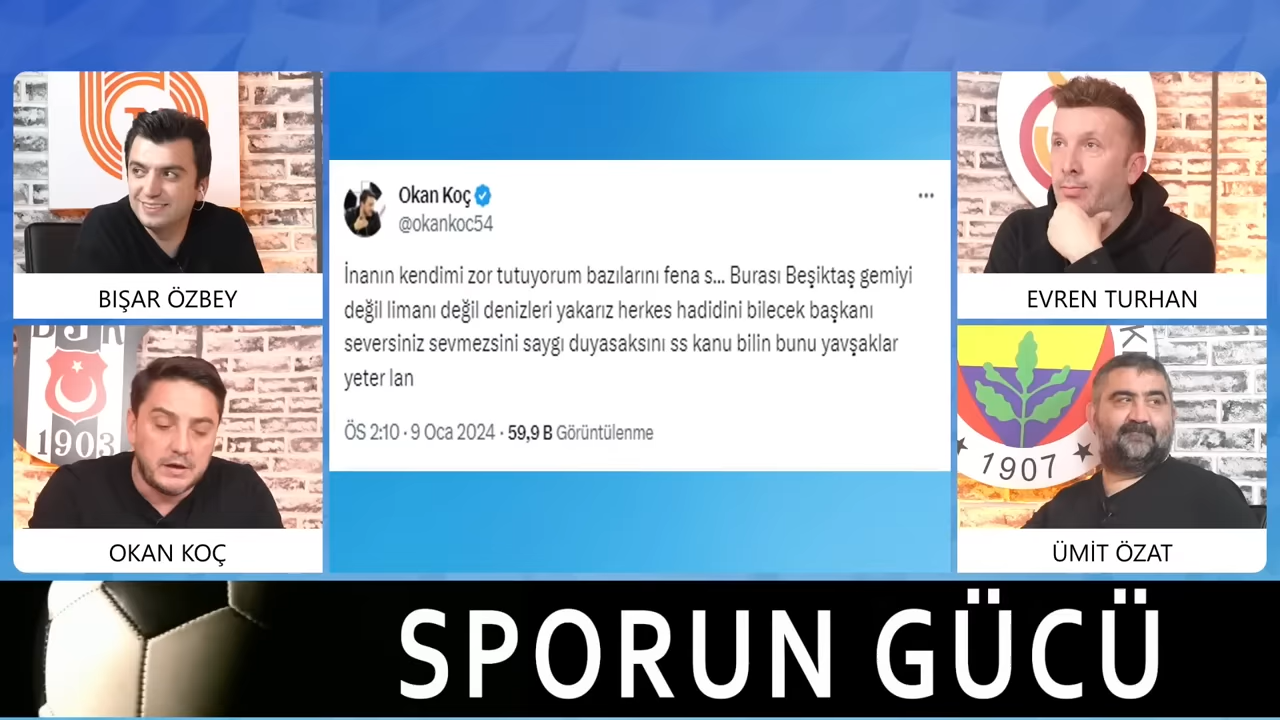 BIŞAR ÖZBEY
EVREN TURHAN
Okan Koç
@okankoc54
İnanın kendimi zor tutuyorum bazılarını fena s... Burası Beşiktaş gemiyi
değil limanı değil denizleri yakarız herkes hadidini bilecek başkanı
seversiniz sevmezsini saygı duyasaksını ss kanu bilin bunu yavşaklar
yeter lan
ÖS 2:10 · 9 Oca 2024 · 59,9 B Görüntülenme
BJK
1903
OKAN KOÇ
1907
ÜMİT ÖZAT
SPORUN GÜCÜ